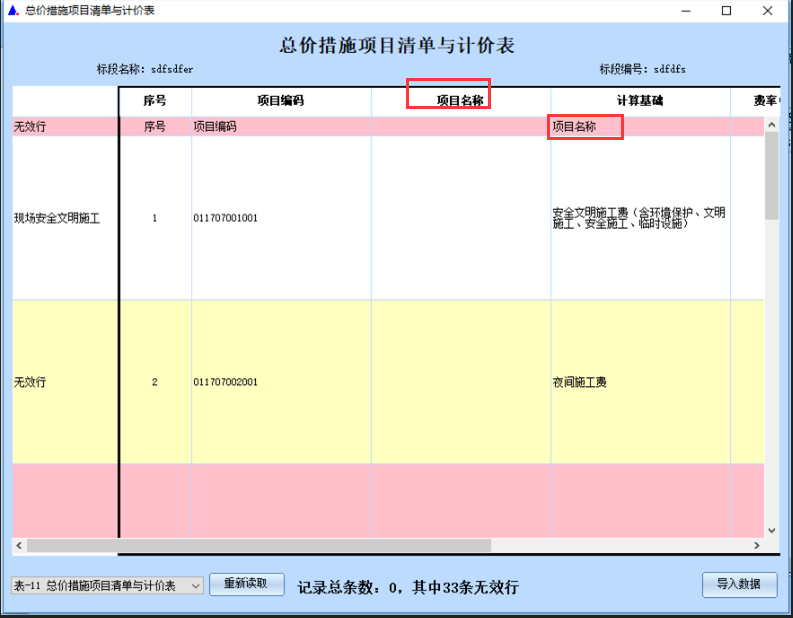 总价措施项目清单与计价表
总价措施项目清单与计价表
标段名称：sdfsdfer
标段编号：sdfdfs
序号 项目编码 项目名称 计算基础 费率
无效行 序号 项目编码 项目名称
现场安全文明施工 1 011707001001 安全文明施工费（含环境保护、文明
施工、安全施工、临时设施）
无效行 2 011707002001 夜间施工费
表-11 总价措施项目清单与计价表 重新读取 记录总条数：0，其中33条无效行 导入数据